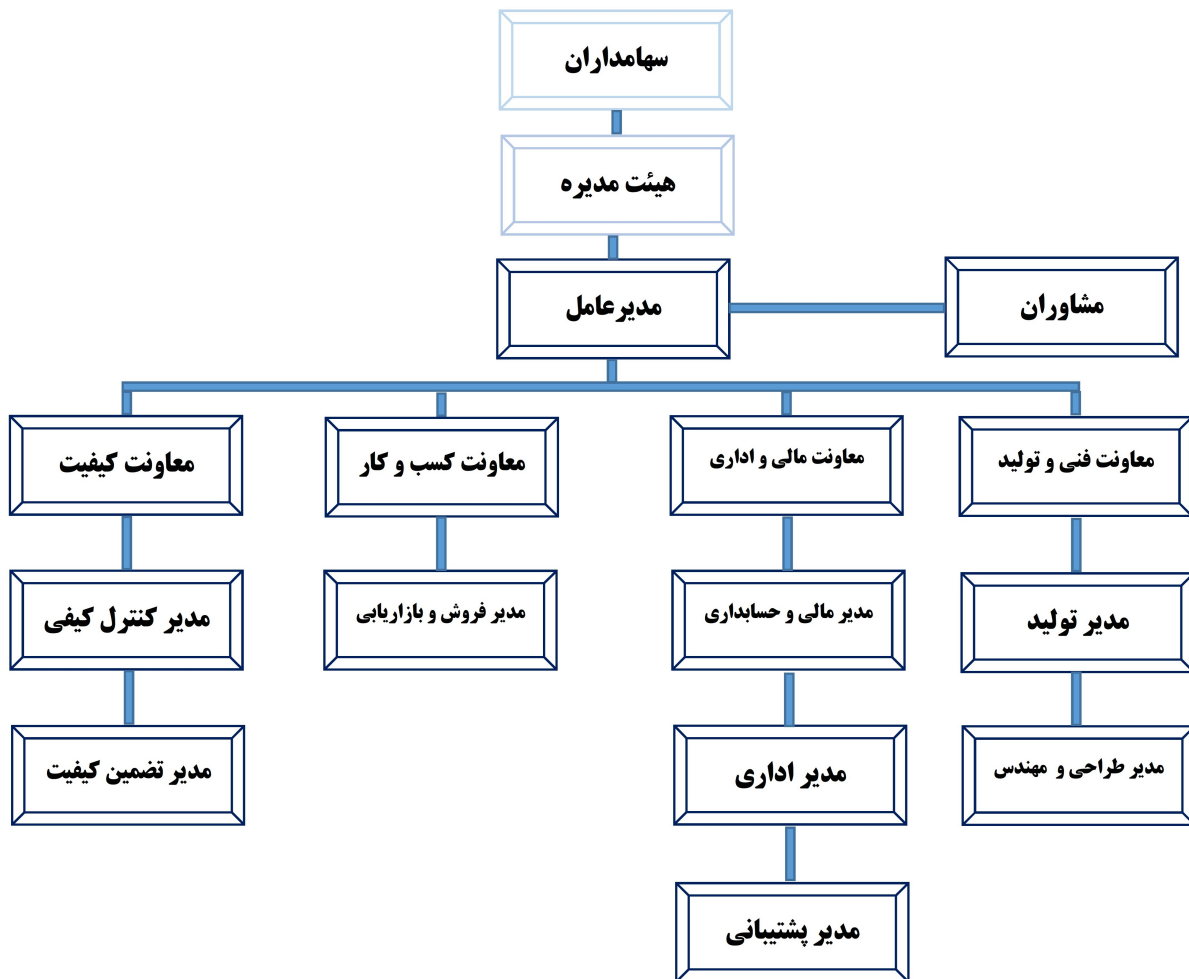 سهامداران
هیئت مدیره
مدیرعامل
مشاوران
معاونت فنی و تولید
معاونت مالی و اداری
معاونت کسب و کار
معاونت کیفیت
مدیر تولید
مدیر مالی و حسابداری
مدیر فروش و بازاریابی
مدیر کنترل کیفی
مدیر طراحی و مهندس
مدیر اداری
مدیر تضمین کیفیت
مدیر پشتیبانی